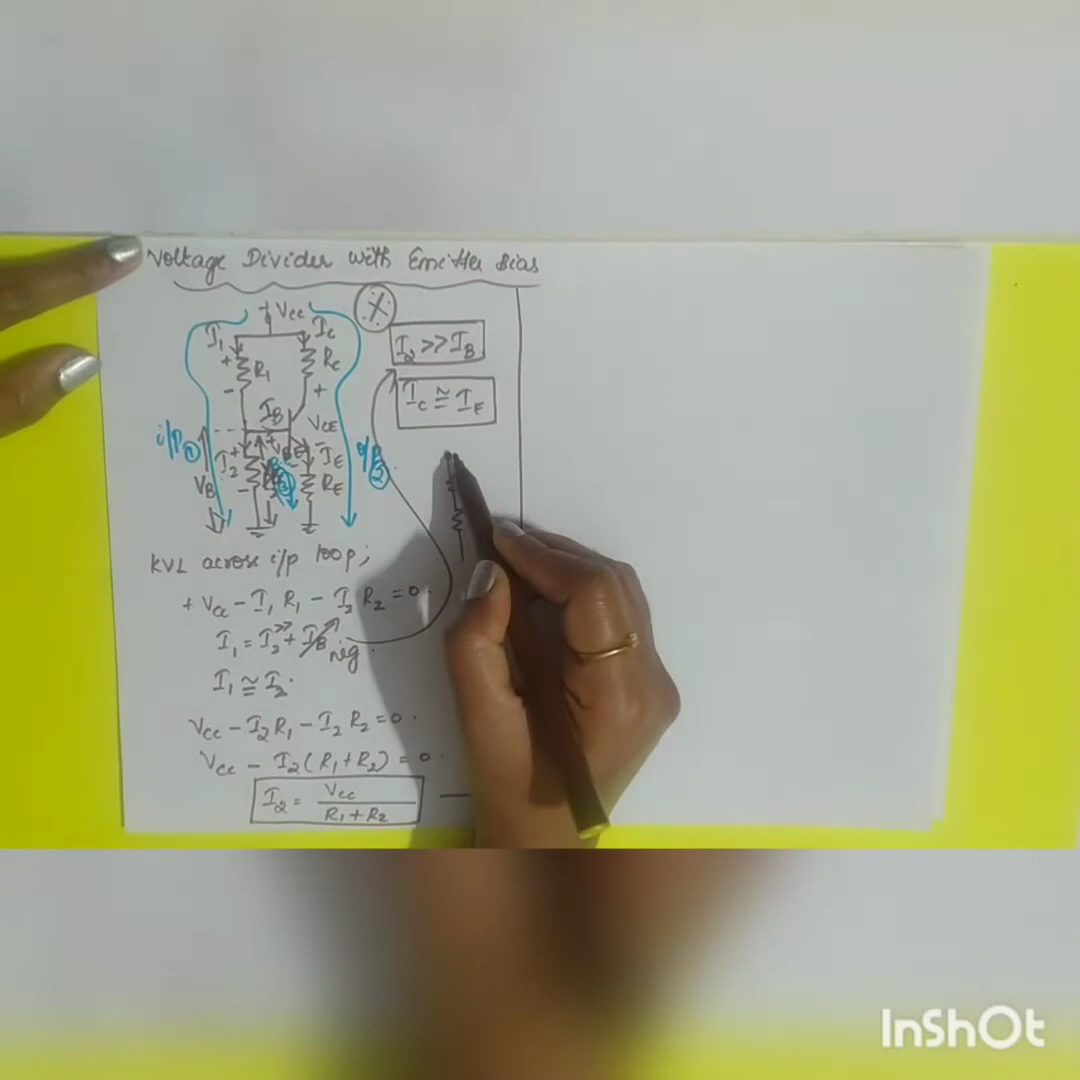 Voltage Divider with Emitter Bias
+Vcc
I1
Ic
+
R1
Rc
-
+
IB
VCE
i/p 1
I2
+
-
IE
o/p 2
VB
-
RE
I2 >> IB
Ic ≅ IE
KVL across i/p loop;
+ Vcc - I1 R1 - I2 R2 = 0.
I1 = I2 + IB
>>
neg.
I1 ≅ I2.
Vcc - I2 R1 - I2 R2 = 0.
Vcc - I2 (R1 + R2) = 0.
I2 = Vcc
R1 + R2
InShOt